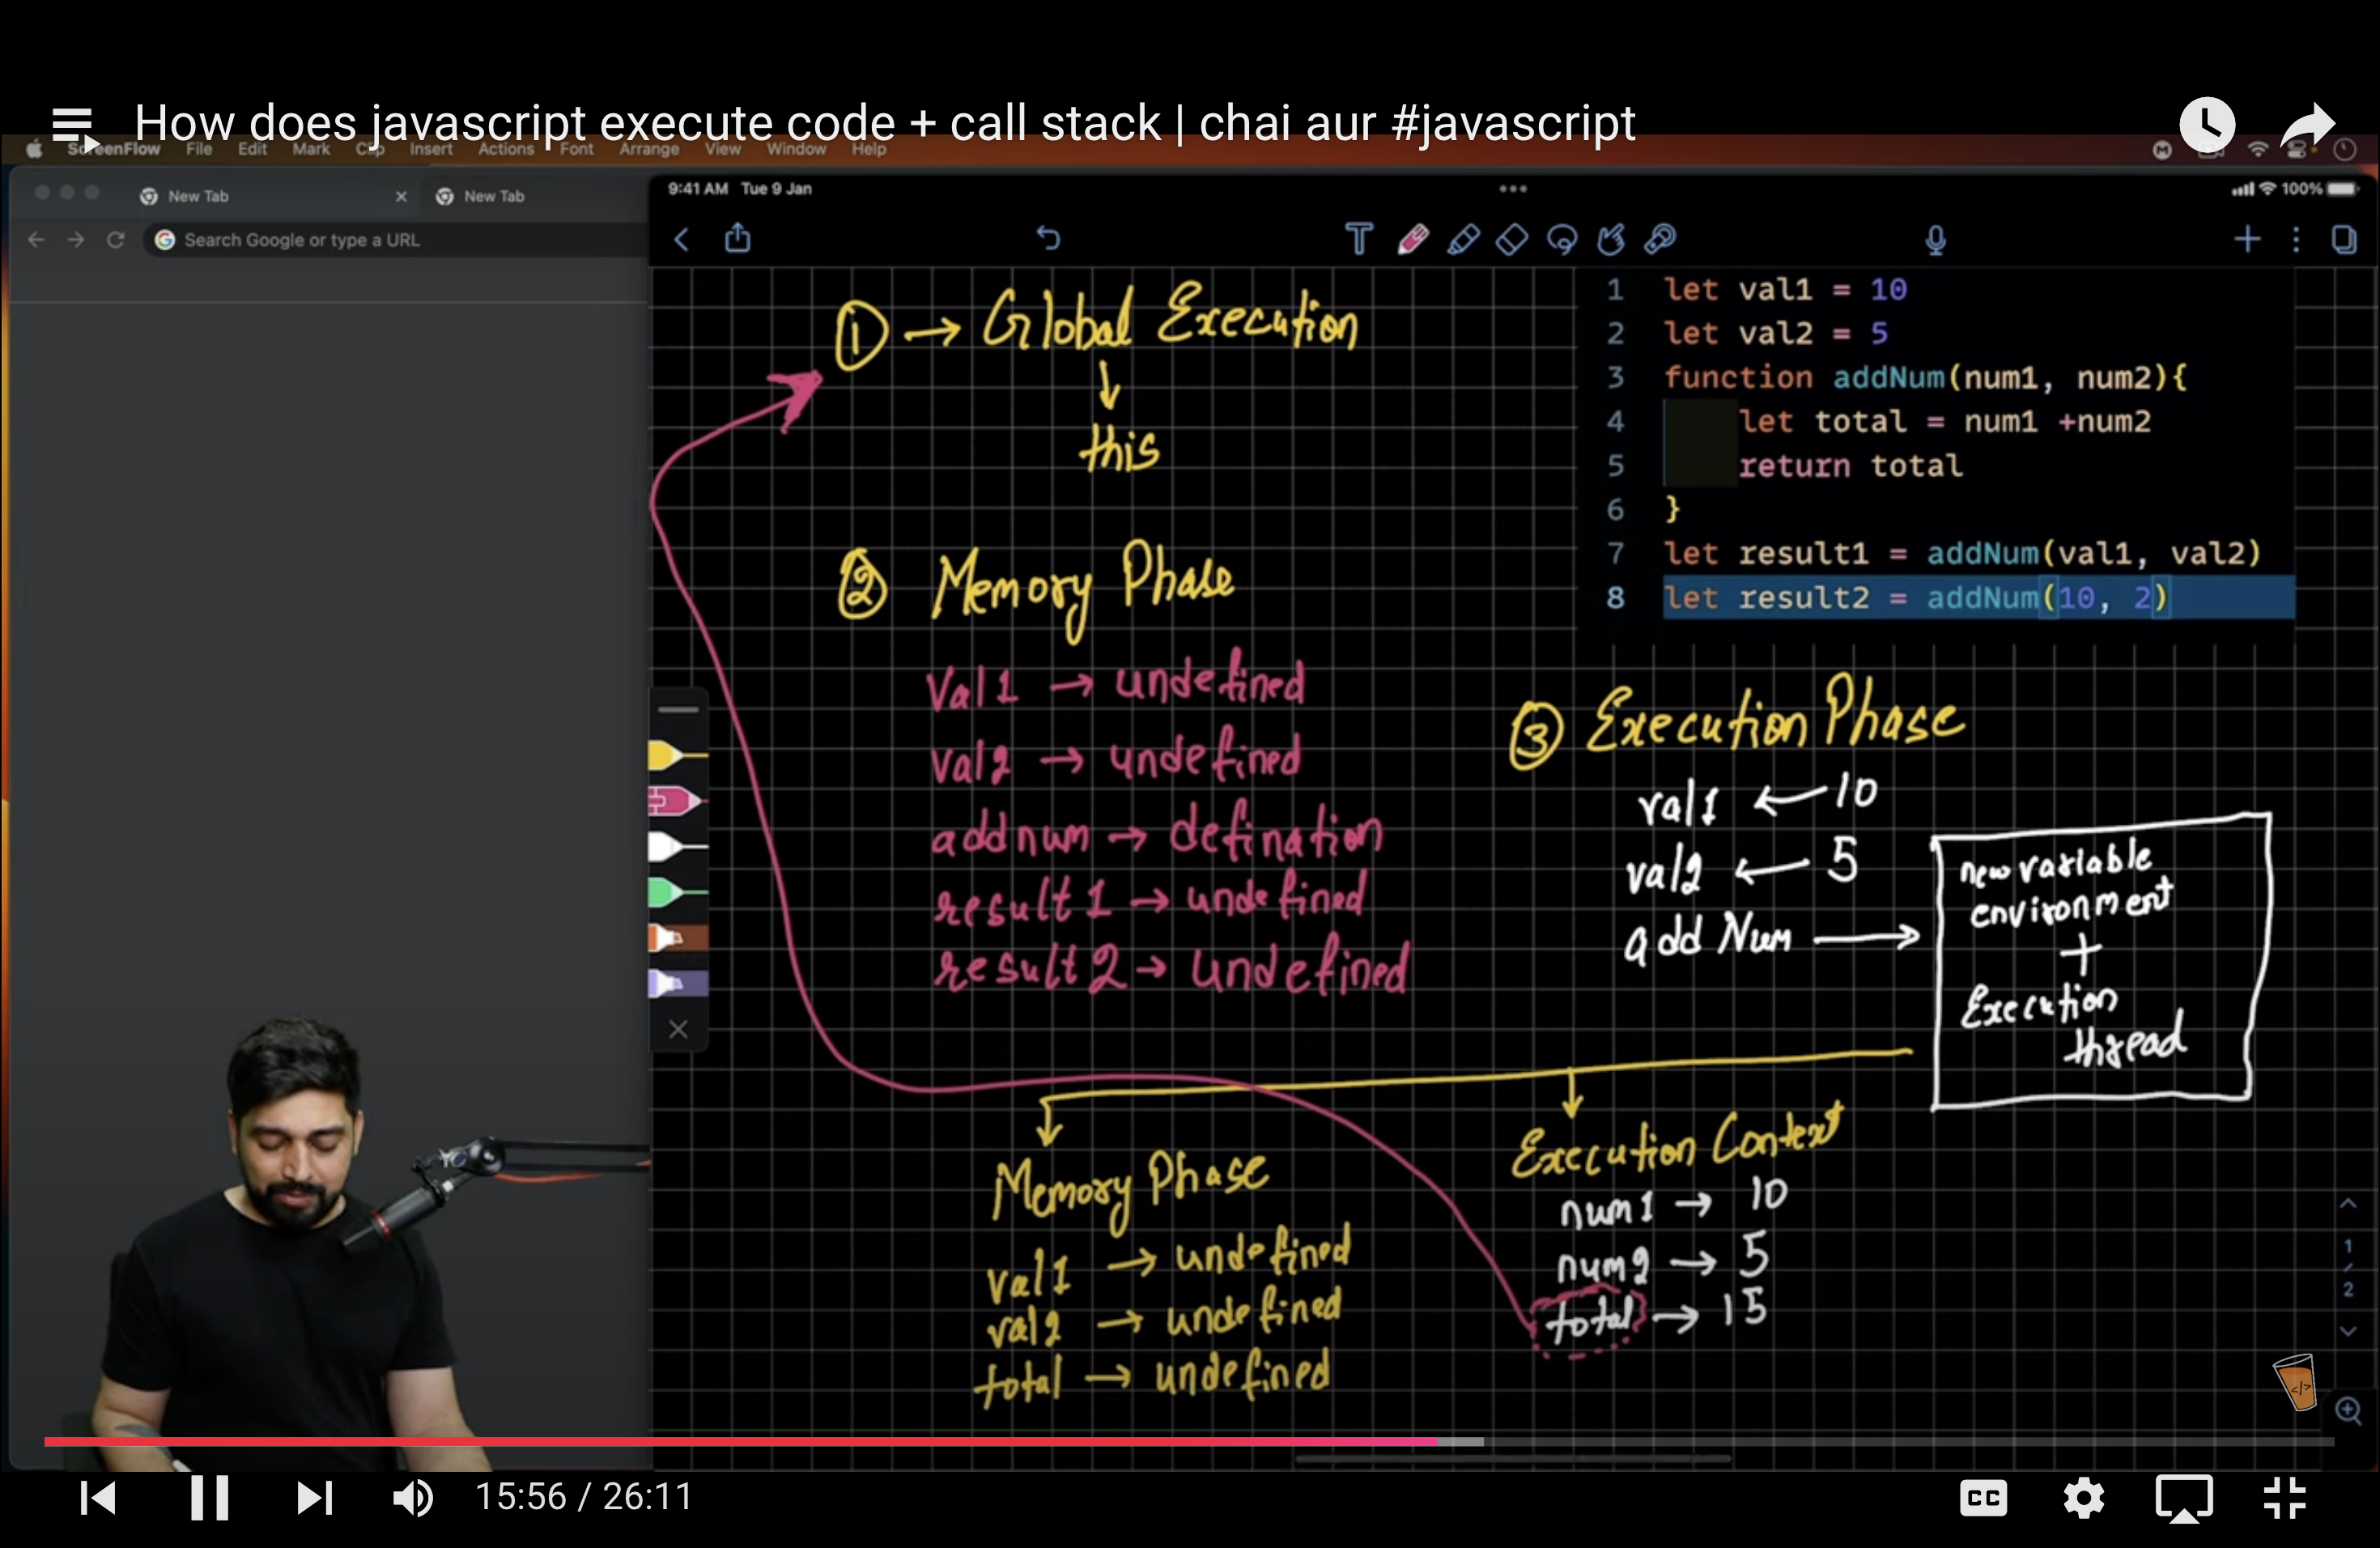 How does javascript execute code + call stack | chai aur #javascript
ScreenFlow File Edit Mark Clip Insert Actions Font Arrange View Window Help
New Tab
New Tab
Search Google or type a URL
9:41 AM Tue 9 Jan
100%
1 → Global Execution
this
2 Memory Phase
Val1 → undefined
val2 → undefined
addnum → defination
result1 → undefined
result2 → undefined
1 let val1 = 10
2 let val2 = 5
3 function addNum(num1, num2){
4 let total = num1 +num2
5 return total
6 }
7 let result1 = addNum(val1, val2)
8 let result2 = addNum(10, 2)
3 Execution Phase
val1 ← 10
val2 ← 5
add Num →
new variable
environment
+
Execution
thread
Memory Phase
val1 → undefined
val2 → undefined
total → undefined
Execution Context
num1 → 10
num2 → 5
total → 15
1
/
2
</>
15:56 / 26:11
CC